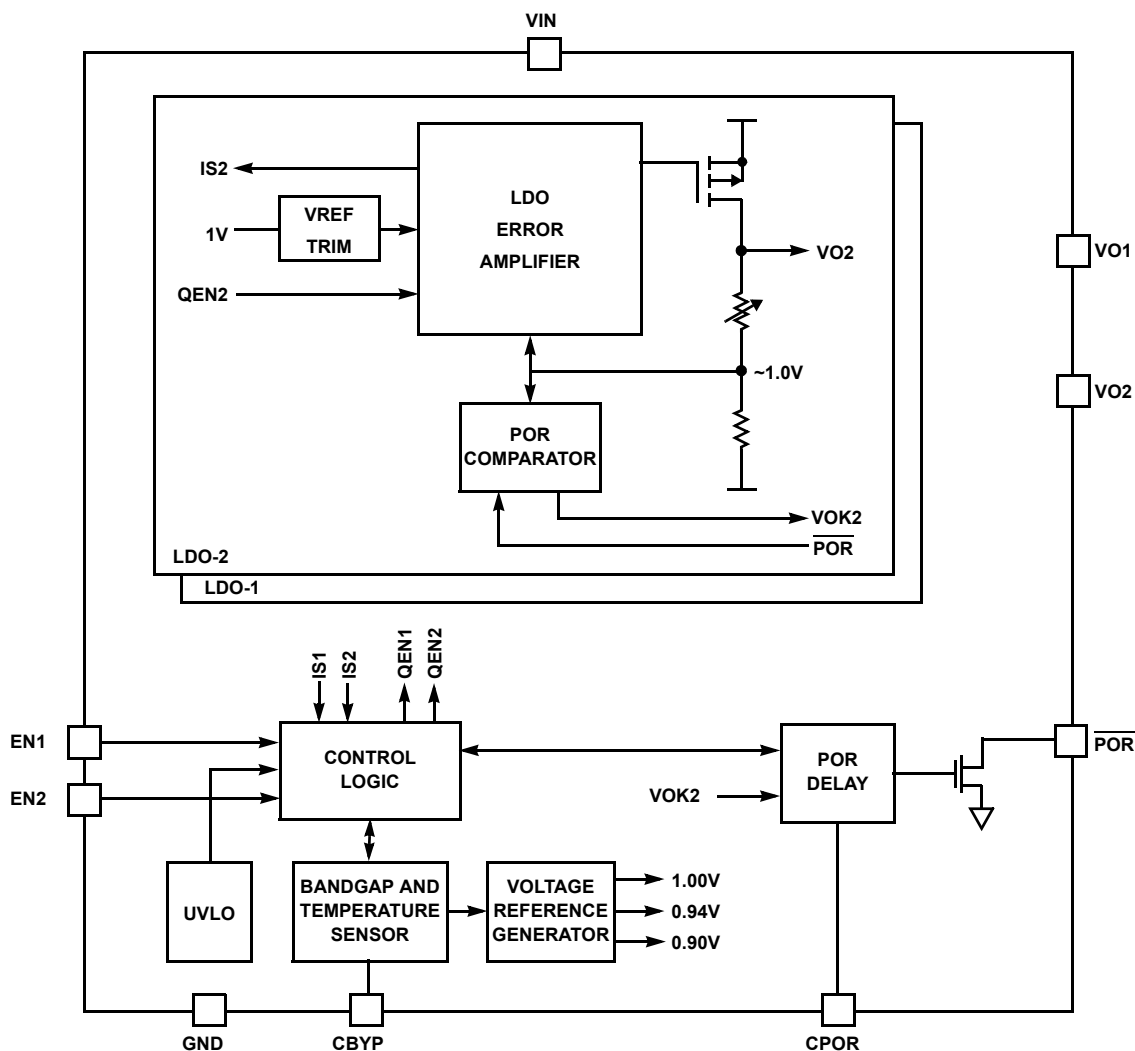 VIN
IS2
1V
VREF
TRIM
QEN2
LDO
ERROR
AMPLIFIER
VO2
~1.0V
POR
COMPARATOR
VOK2
POR
LDO-2
LDO-1
VO1
VO2
IS1
IS2
QEN1
QEN2
EN1
EN2
CONTROL
LOGIC
VOK2
POR
DELAY
POR
UVLO
BANDGAP AND
TEMPERATURE
SENSOR
VOLTAGE
REFERENCE
GENERATOR
1.00V
0.94V
0.90V
GND
CBYP
CPOR